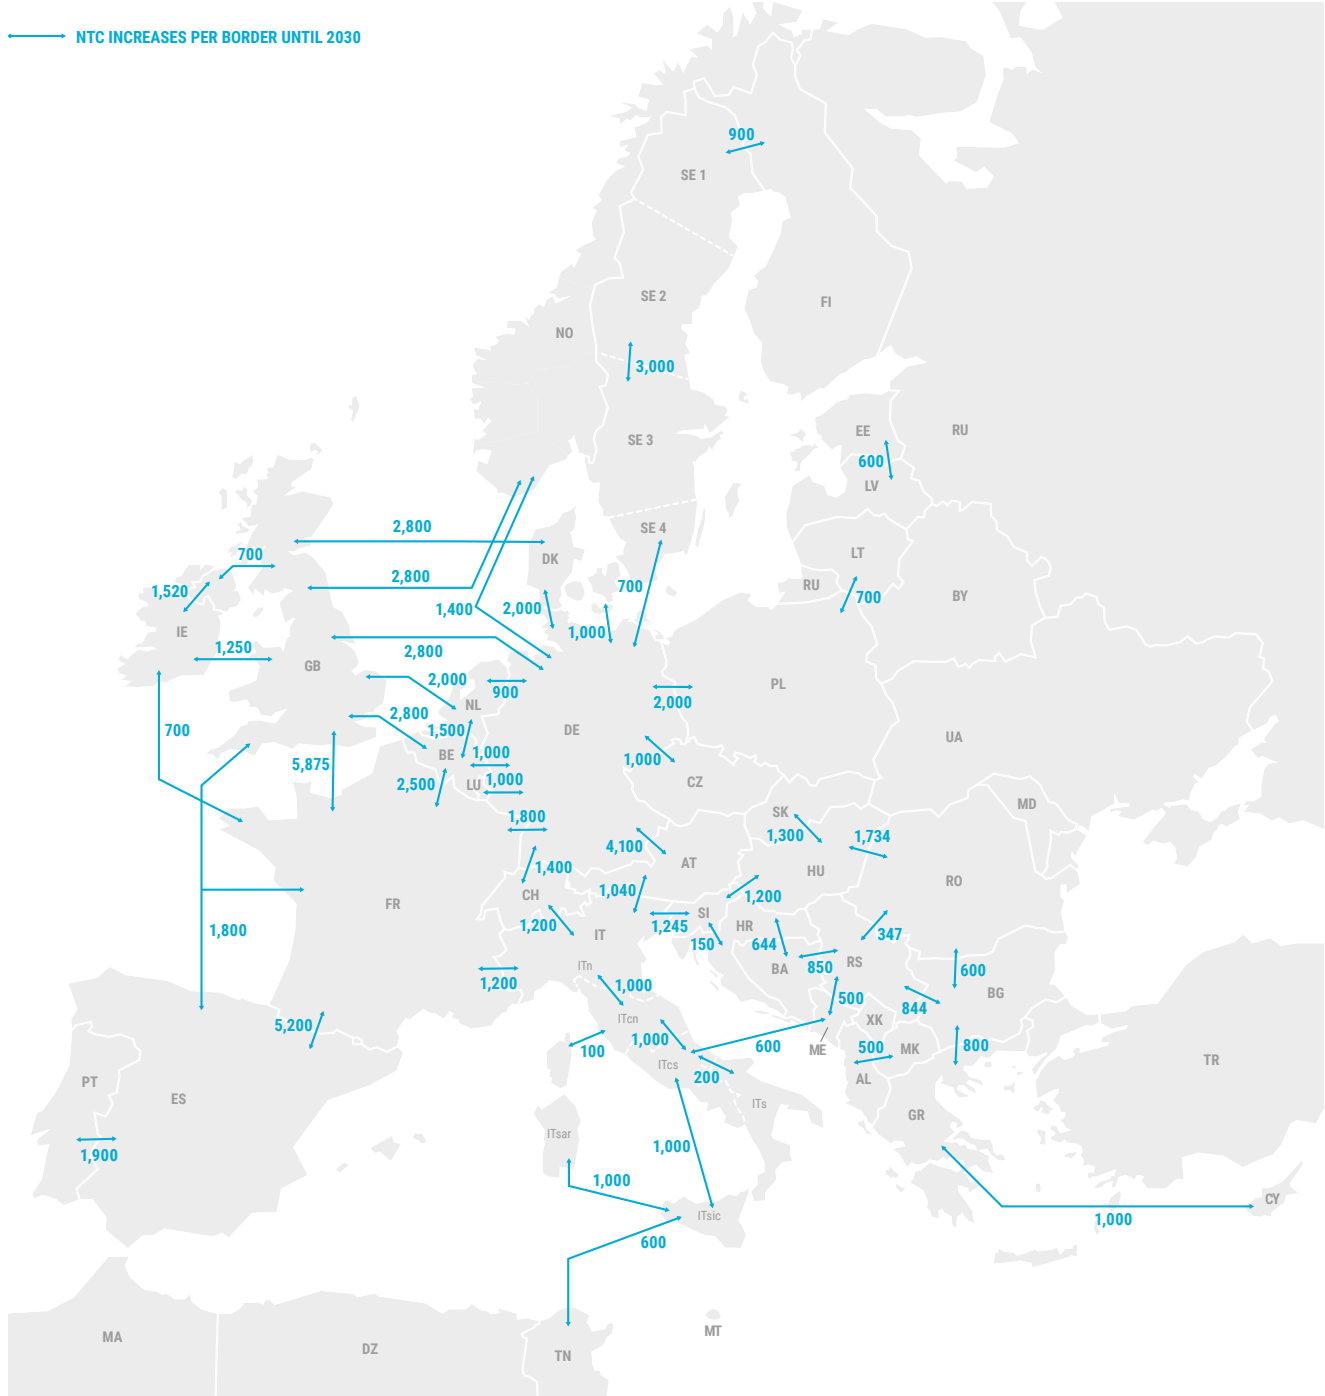 NTC INCREASES PER BORDER UNTIL 2030
900
SE 1
SE 2
FI
NO
3,000
EE
RU
SE 3
600
LV
2,800
SE 4
700
DK
LT
2,800
700
RU
1,520
1,400
2,000
700
BY
IE
1,000
1,250
2,800
GB
2,000
900
PL
2,000
NL
2,800
700
1,500
DE
UA
5,875
BE
1,000
1,000
2,500
LU
1,000
CZ
MD
1,800
SK
1,300
1,734
4,100
AT
1,400
HU
RO
1,040
CH
1,200
FR
1,200
SI
1,245
HR
347
1,800
IT
150
644
RS
ITn
850
BA
600
1,200
1,000
BG
500
844
ITcn
XK
5,200
1,000
600
ME
500
MK
800
100
TR
ITcs
200
AL
PT
ES
ITs
GR
ITsar
1,900
1,000
1,000
CY
ITsic
1,000
600
MT
MA
DZ
TN